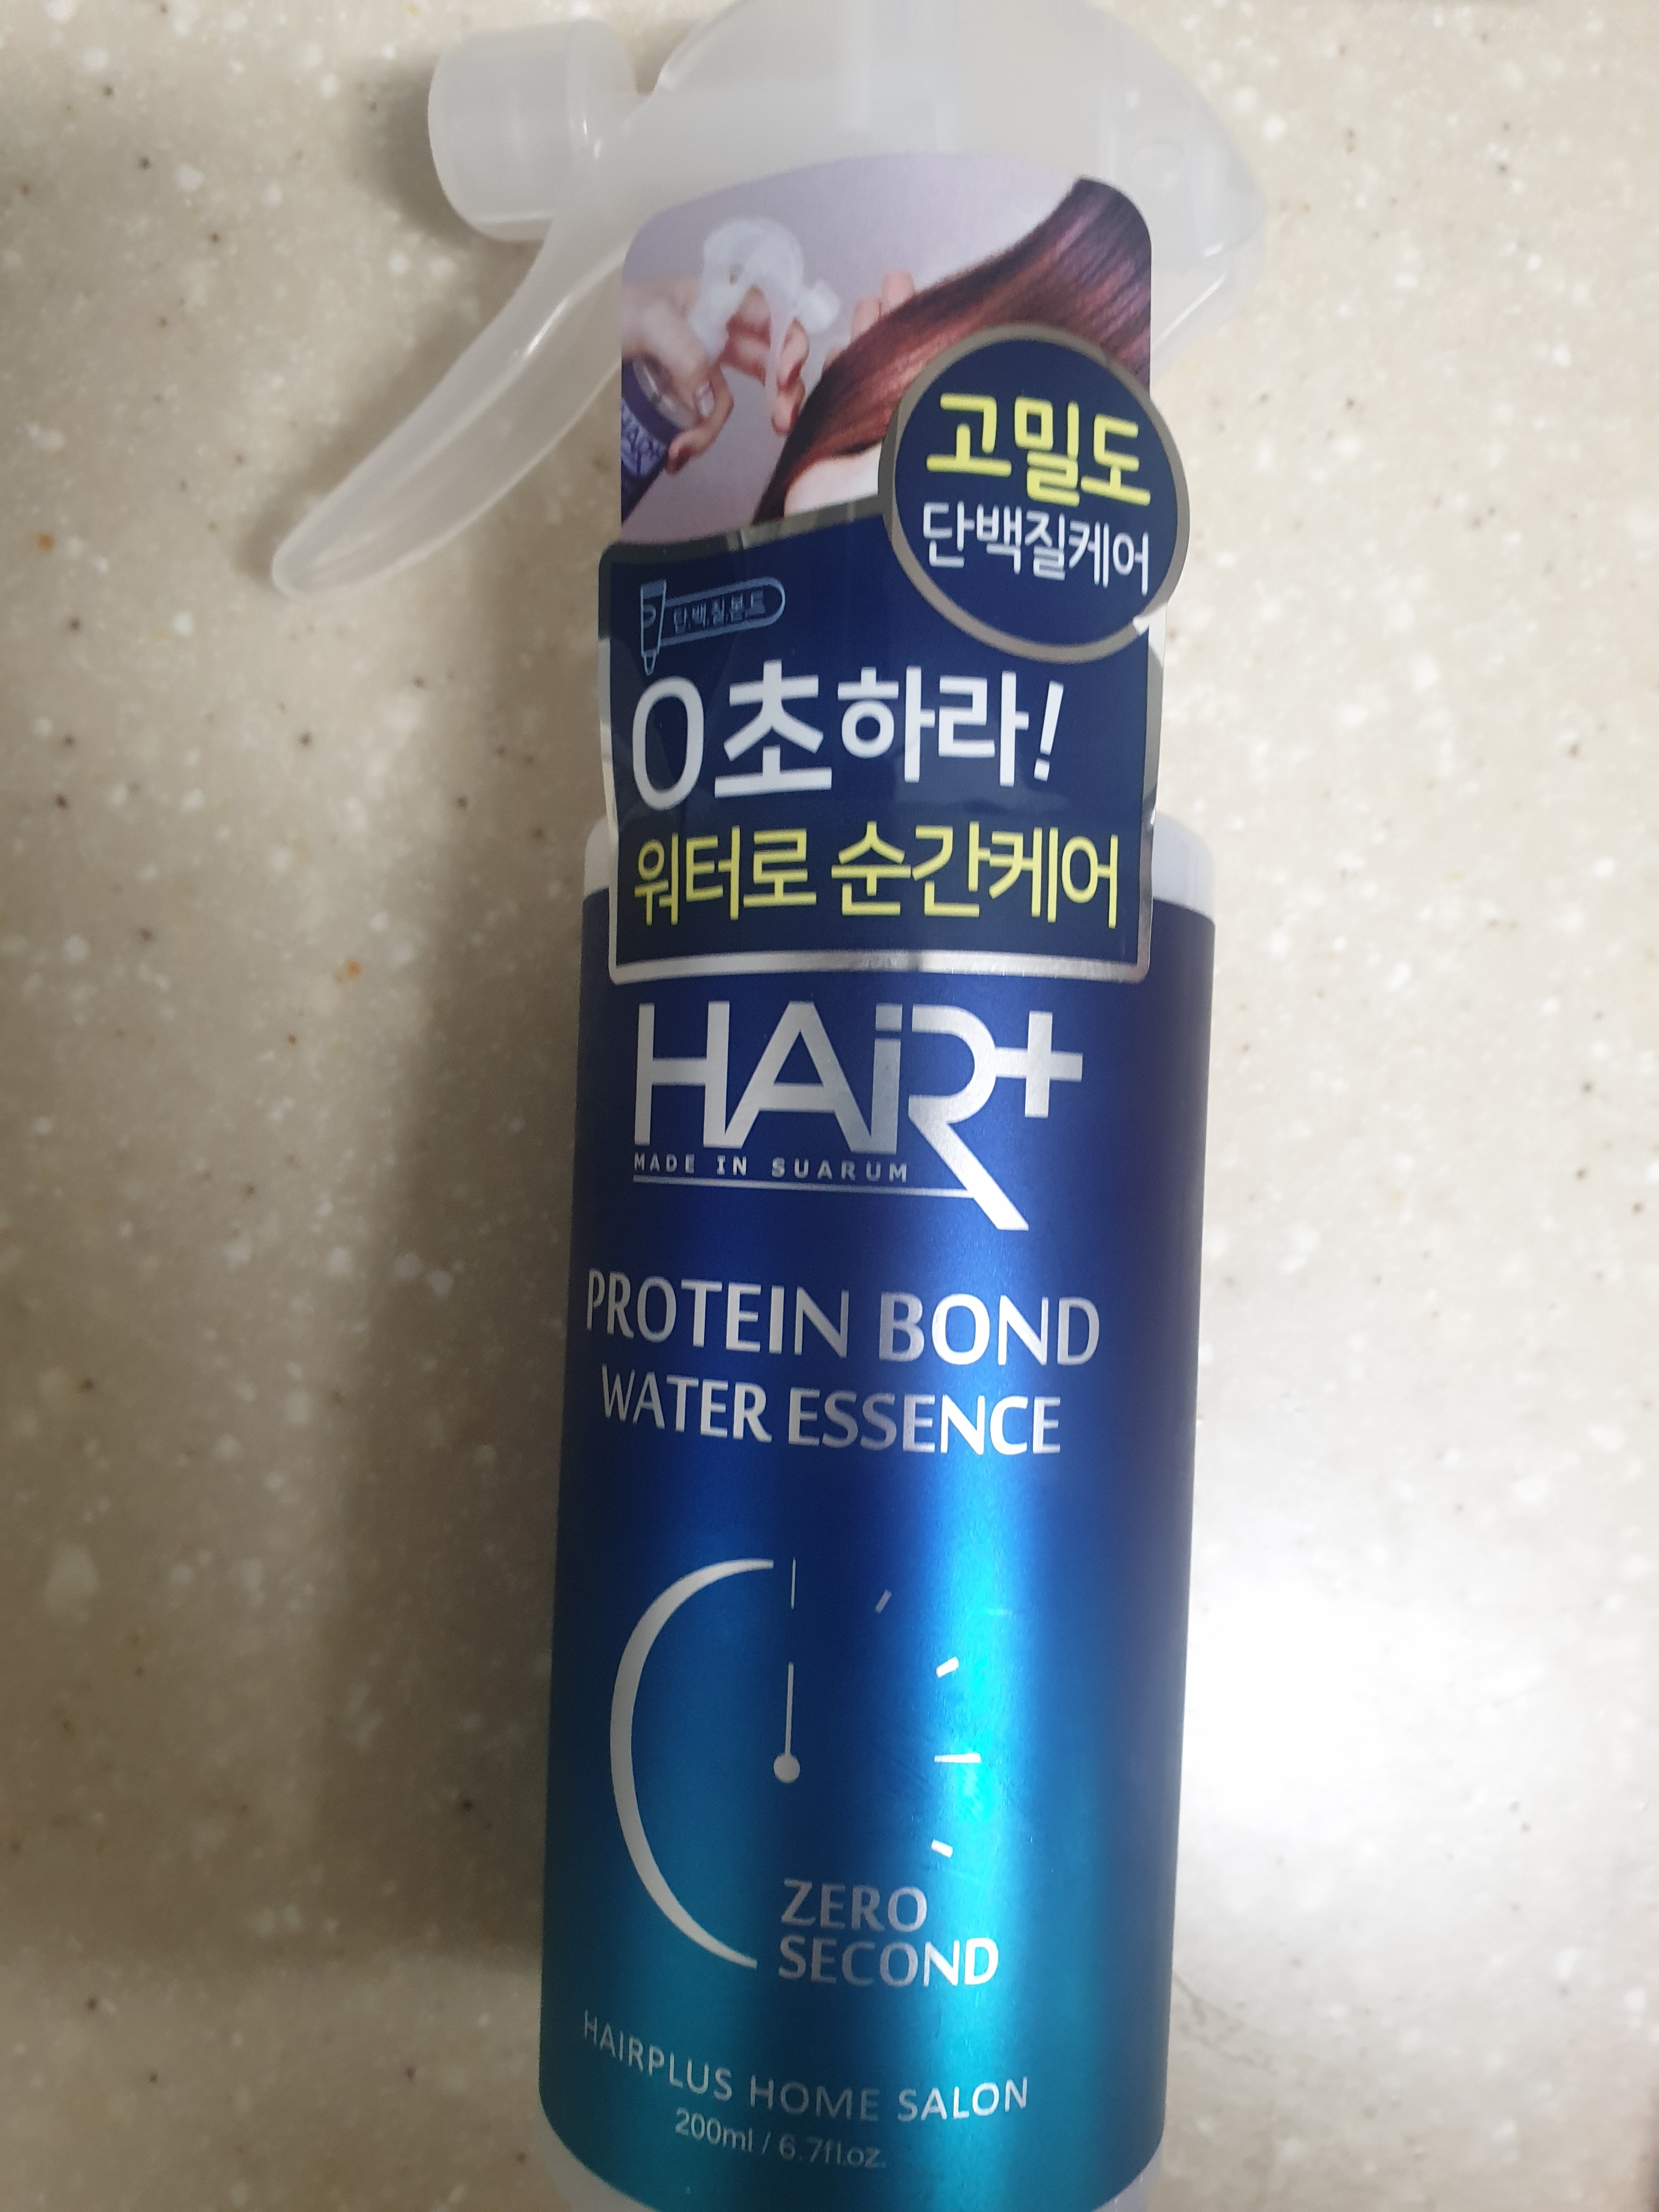 고밀도
단백질케어
단백질본드
0초하라!
워터로 순간케어
HAiR+
MADE IN SUARUM
PROTEIN BOND
WATER ESSENCE
ZERO
SECOND
HAIRPLUS HOME SALON
200ml / 6.7fl.oz.